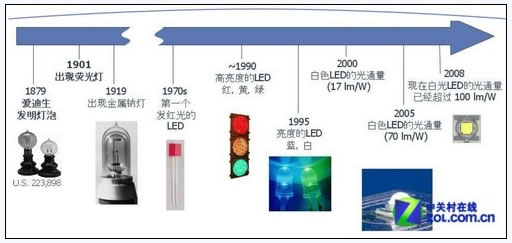 1879
爱迪生
发明灯泡
U.S. 223,898
1901
出现荧光灯
1919
出现金属钠灯
1970s
第一个
发红光的
LED
~1990
高亮度的LED
红, 黄, 绿
1995
亮度的LED
蓝, 白
2000
白色LED的光通量
(17 lm/W)
2005
白色LED的光通量
(70 lm/W)
2008
现在白光LED的光通量
已经超过 100 lm/W
中关村在线
ZOL.com.cn